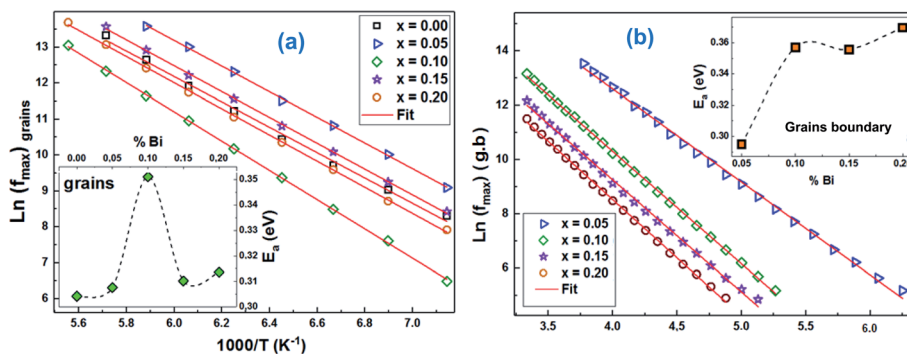 (a)
x = 0.00
x = 0.05
x = 0.10
x = 0.15
x = 0.20
Fit
Ln (fmax) grains
13
12
11
10
9
8
7
6
% Bi
0.00 0.05 0.10 0.15 0.20
grains
0,35
0,34
0,33
0,32
0,31
0,30
Ea (eV)
5.6 5.8 6.0 6.2 6.4 6.6 6.8 7.0
1000/T (K-1)
(b)
Ln (fmax) (g.b)
14
12
10
8
6
x = 0.05
x = 0.10
x = 0.15
x = 0.20
Fit
3.5 4.0 4.5 5.0 5.5 6.0
Ea (eV)
0.36
0.33
0.30
Grains boundary
0.05 0.10 0.15
% Bi